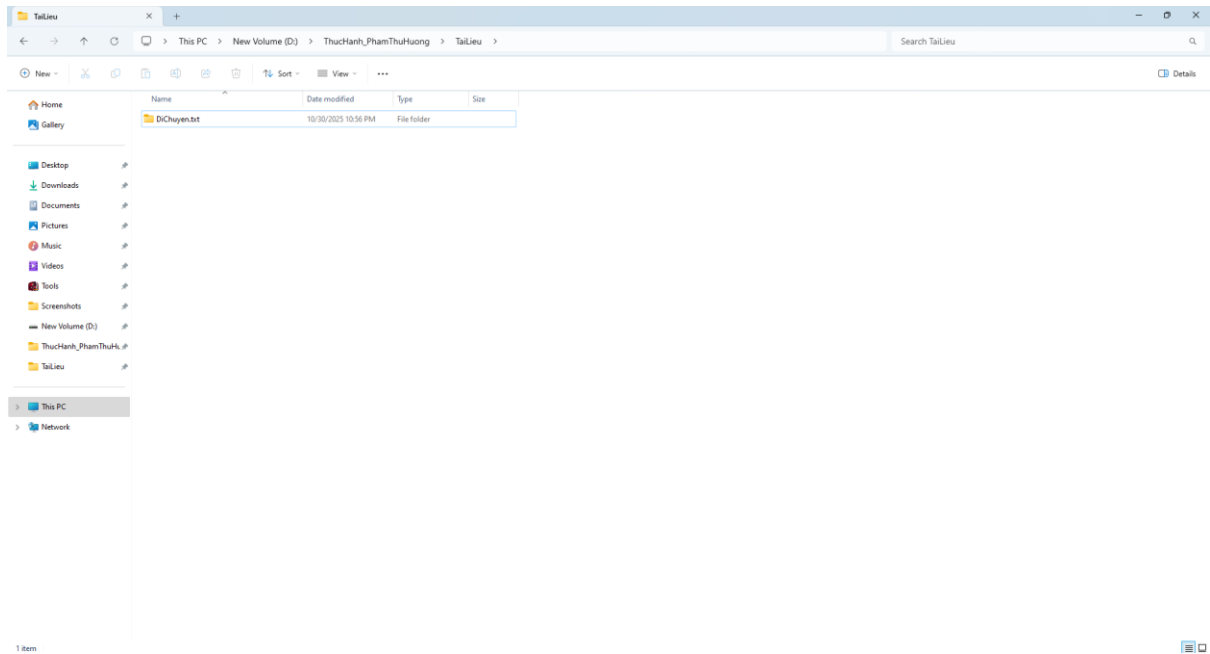 TaiLieu
This PC > New Volume (D:) > ThucHanh_PhamThuHuong > TaiLieu >
Search TaiLieu
New
Sort
View
Details
Name Date modified Type Size
DiChuyen.txt 10/30/2025 10:56 PM File folder
Home
Gallery
Desktop
Downloads
Documents
Pictures
Music
Videos
Tools
Screenshots
New Volume (D:)
ThucHanh_PhamThuHu
TaiLieu
This PC
Network
1 item